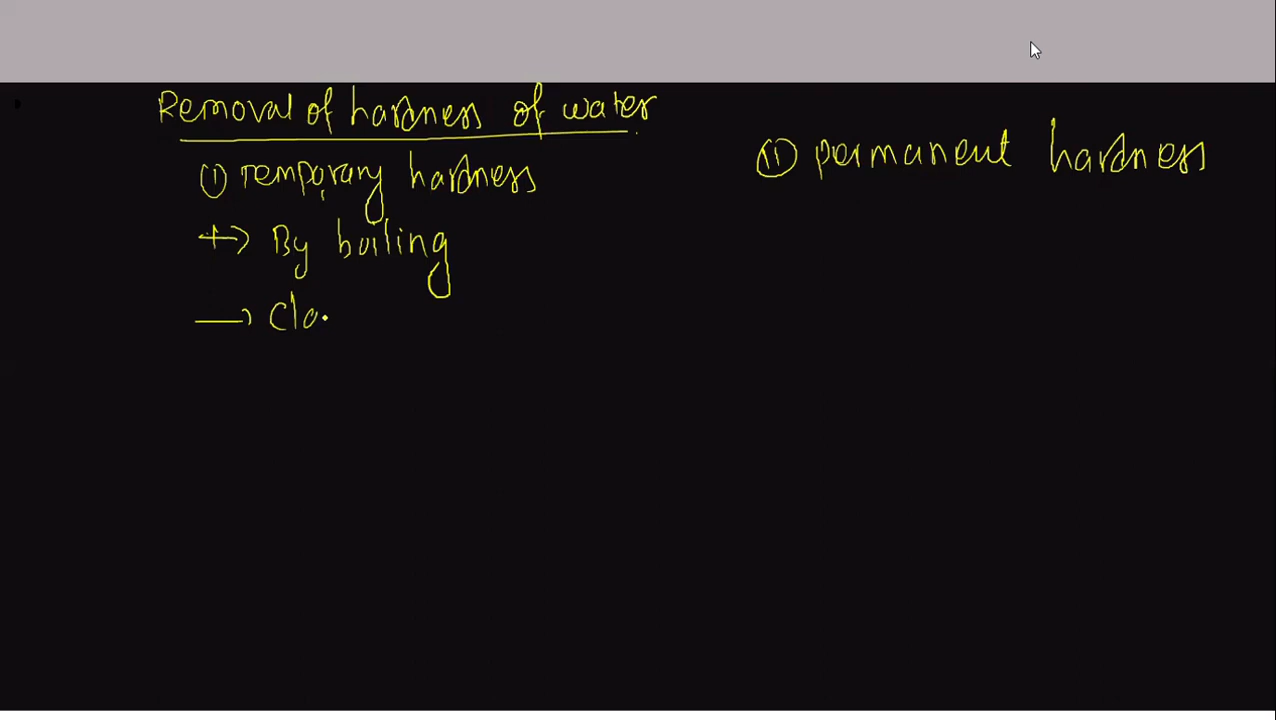 Removal of hardness of water
(i) Temporary hardness
→ By boiling
→ Cla
(ii) permanent hardness